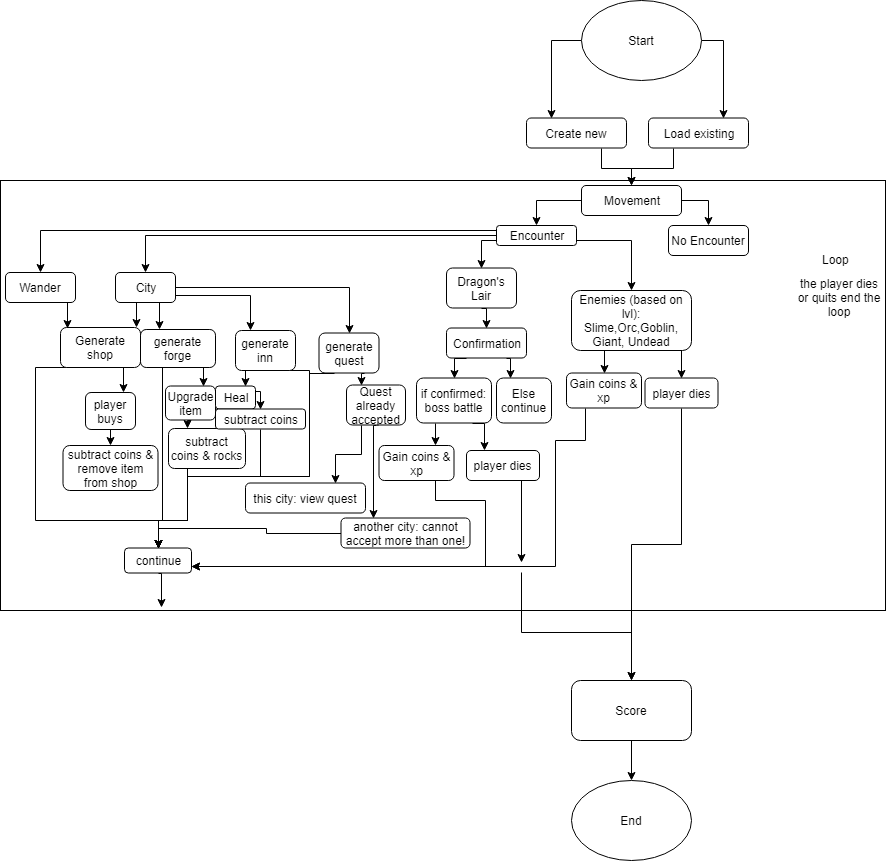 Start
Create new
Load existing
Movement
Encounter
No Encounter
Loop
the player dies
or quits end the
loop
Wander
City
Dragon's
Lair
Enemies (based on
lvl):
Slime,Orc,Goblin,
Giant, Undead
Generate
shop
generate
forge
generate
inn
generate
quest
Confirmation
player
buys
Upgrade
item
Heal
subtract coins
Quest
already
accepted
if confirmed:
boss battle
Else
continue
Gain coins &
xp
player dies
subtract coins &
remove item
from shop
subtract
coins & rocks
Gain coins &
xp
player dies
this city: view quest
another city: cannot
accept more than one!
continue
Score
End